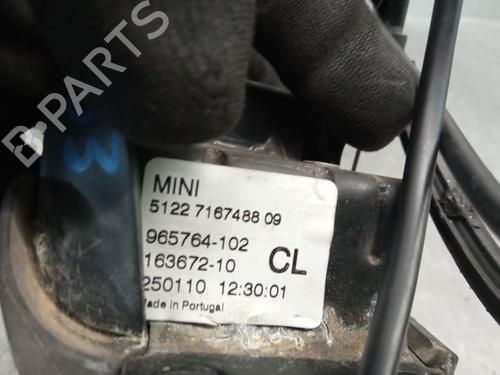 B-PARTS
MINI
5122 7167488 09
965764-102
163672-10 CL
250110 12:30:01
Made in Portugal